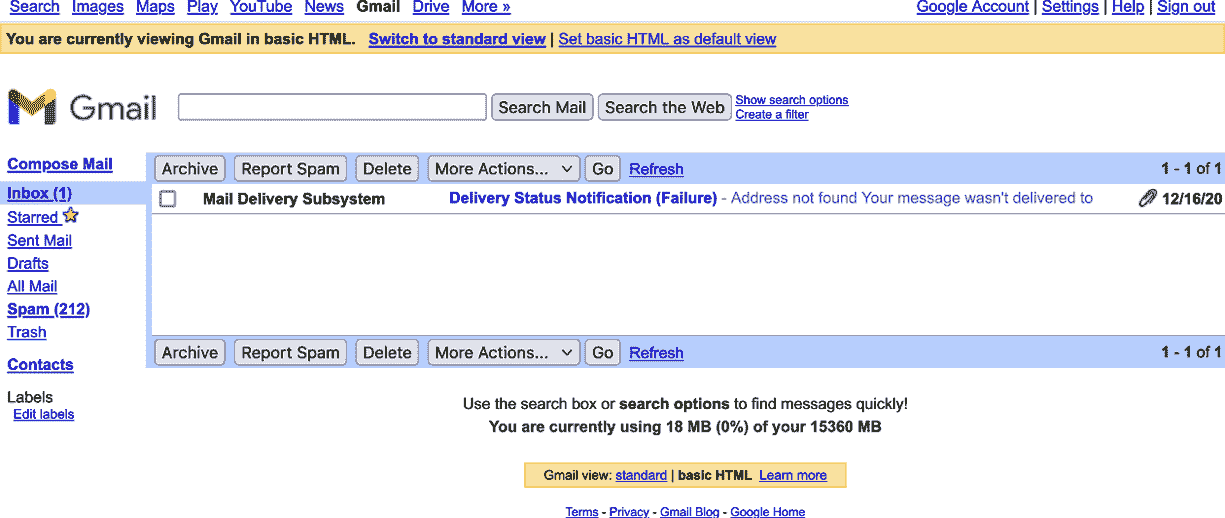 Search Images Maps Play YouTube News Gmail Drive More » Google Account | Settings | Help | Sign out
You are currently viewing Gmail in basic HTML. Switch to standard view | Set basic HTML as default view
Gmail Search Mail Search the Web Show search options
Create a filter
Compose Mail
Archive Report Spam Delete More Actions... Go Refresh 1 - 1 of 1
Inbox (1)
Mail Delivery Subsystem Delivery Status Notification (Failure) - Address not found Your message wasn't delivered to 12/16/20
Starred
Sent Mail
Drafts
All Mail
Spam (212)
Trash
Archive Report Spam Delete More Actions... Go Refresh 1 - 1 of 1
Contacts
Labels
Edit labels
Use the search box or search options to find messages quickly!
You are currently using 18 MB (0%) of your 15360 MB
Gmail view: standard | basic HTML Learn more
Terms - Privacy - Gmail Blog - Google Home